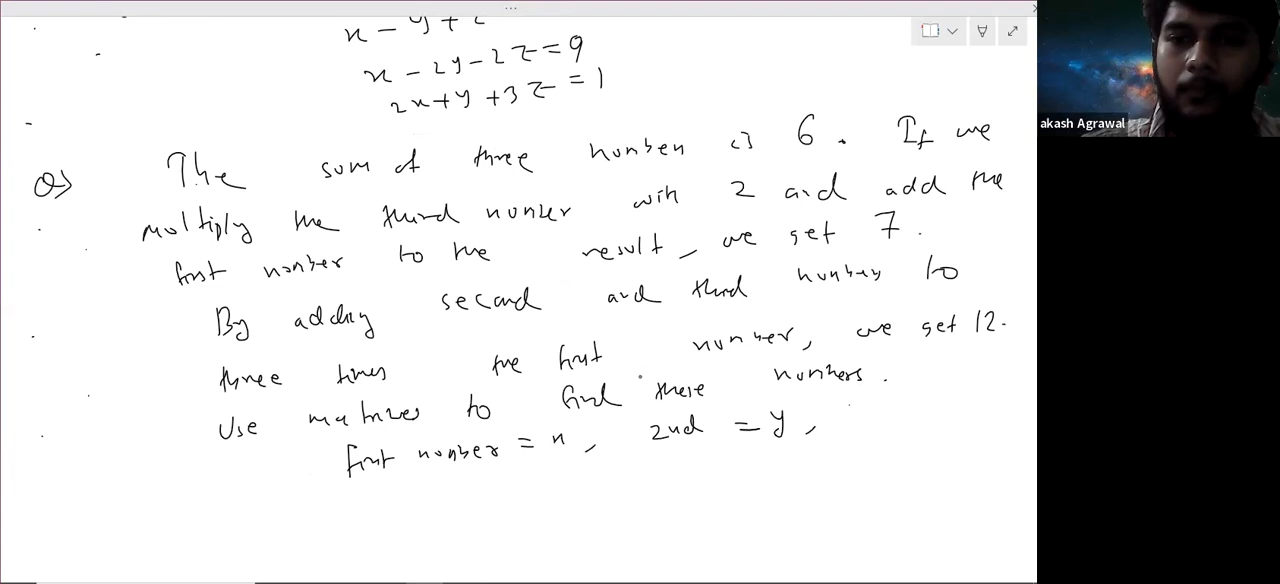 x - y + z
x - 2y - 2z = 9
2x + y + 3z = 1
akash Agrawal
Q> The sum of three number is 6. If we
multiply the third number with 2 and add the
first number to the result, we get 7.
By adding second and third number to
three times the first number, we get 12.
Use matrices to find these numbers.
first number = x, 2nd = y,